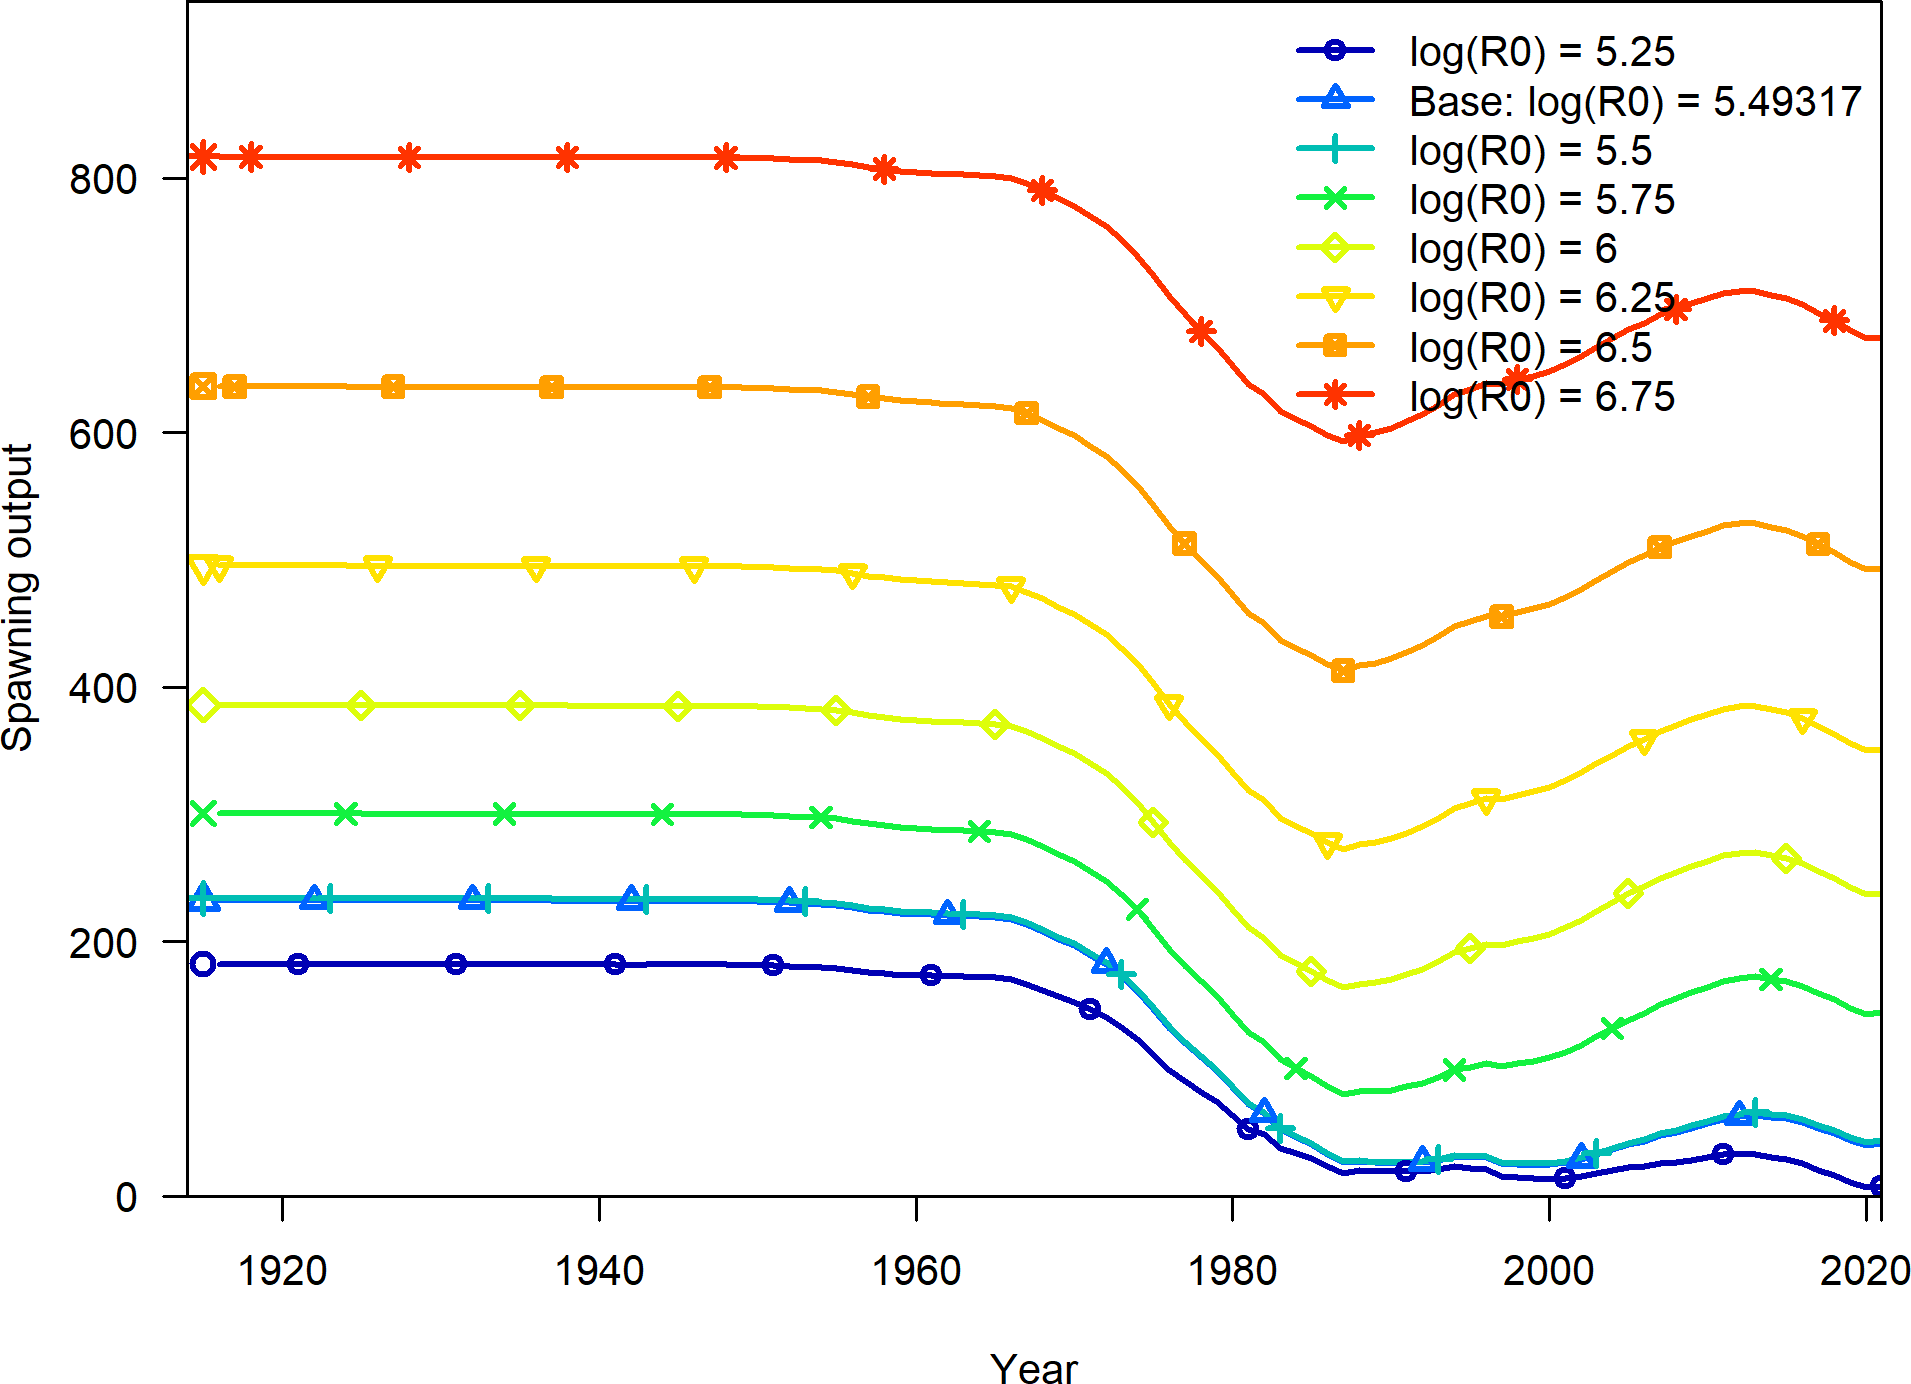 log(R0) = 5.25
Base: log(R0) = 5.49317
log(R0) = 5.5
log(R0) = 5.75
log(R0) = 6
log(R0) = 6.25
log(R0) = 6.5
log(R0) = 6.75
Spawning output
800
600
400
200
0
1920 1940 1960 1980 2000 2020
Year